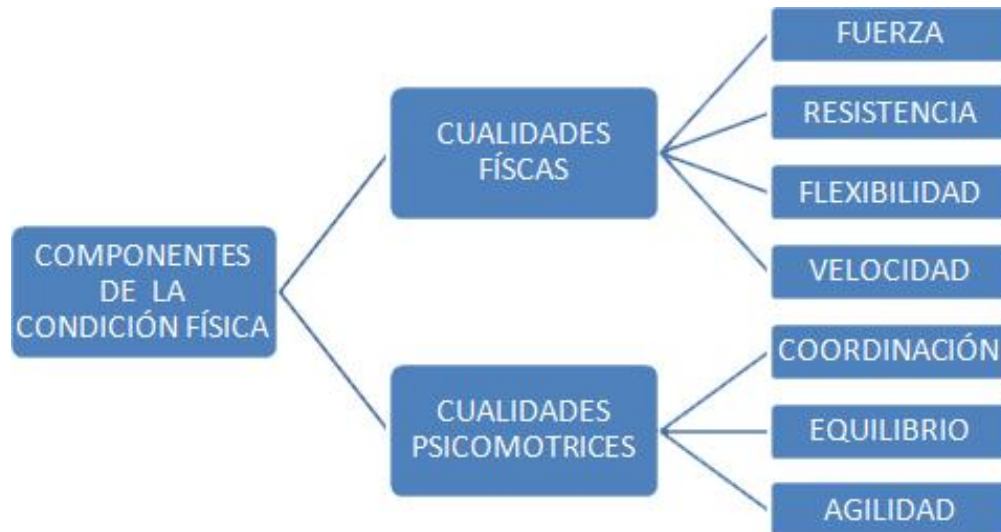 COMPONENTES
DE LA
CONDICIÓN FÍSICA
CUALIDADES
FÍSCAS
FUERZA
RESISTENCIA
FLEXIBILIDAD
VELOCIDAD
CUALIDADES
PSICOMOTRICES
COORDINACIÓN
EQUILIBRIO
AGILIDAD